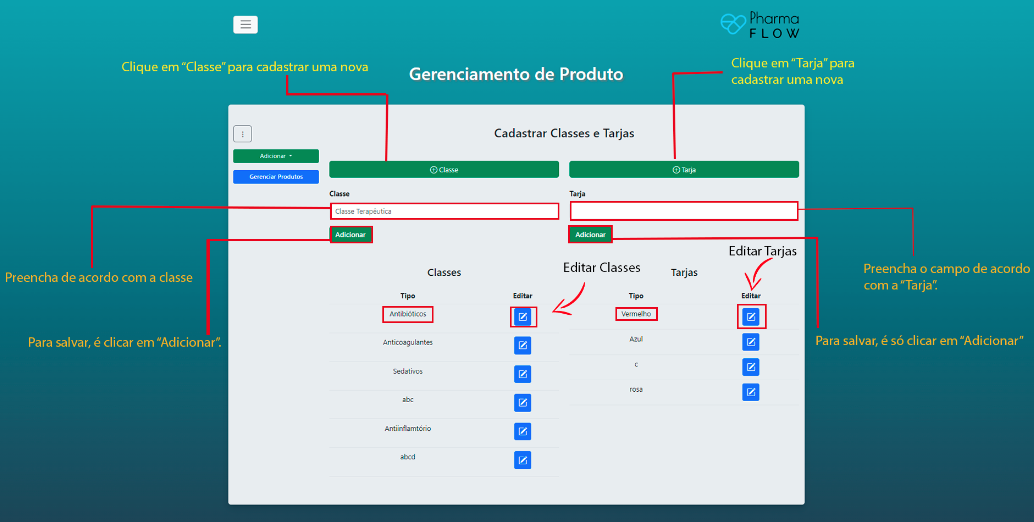 Pharma
FLOW
Clique em “Classe” para cadastrar uma nova
Gerenciamento de Produto
Clique em “Tarja” para
cadastrar uma nova
Cadastrar Classes e Tarjas
Adicionar
Gerenciar Produtos
Classe
Tarja
Classe
Tarja
Classe Terapéutica
Adicionar
Adicionar
Preencha de acordo com a classe
Para salvar, é clicar em “Adicionar”.
Editar Classes
Editar Tarjas
Preencha o campo de acordo
com a “Tarja”.
Para salvar, é só clicar em “Adicionar”
Classes
Tipo
Editar
Antibióticos
Anticoagulantes
Sedativos
abc
Antiinflamtório
abcd
Tarjas
Tipo
Editar
Vermelho
Azul
c
rosa